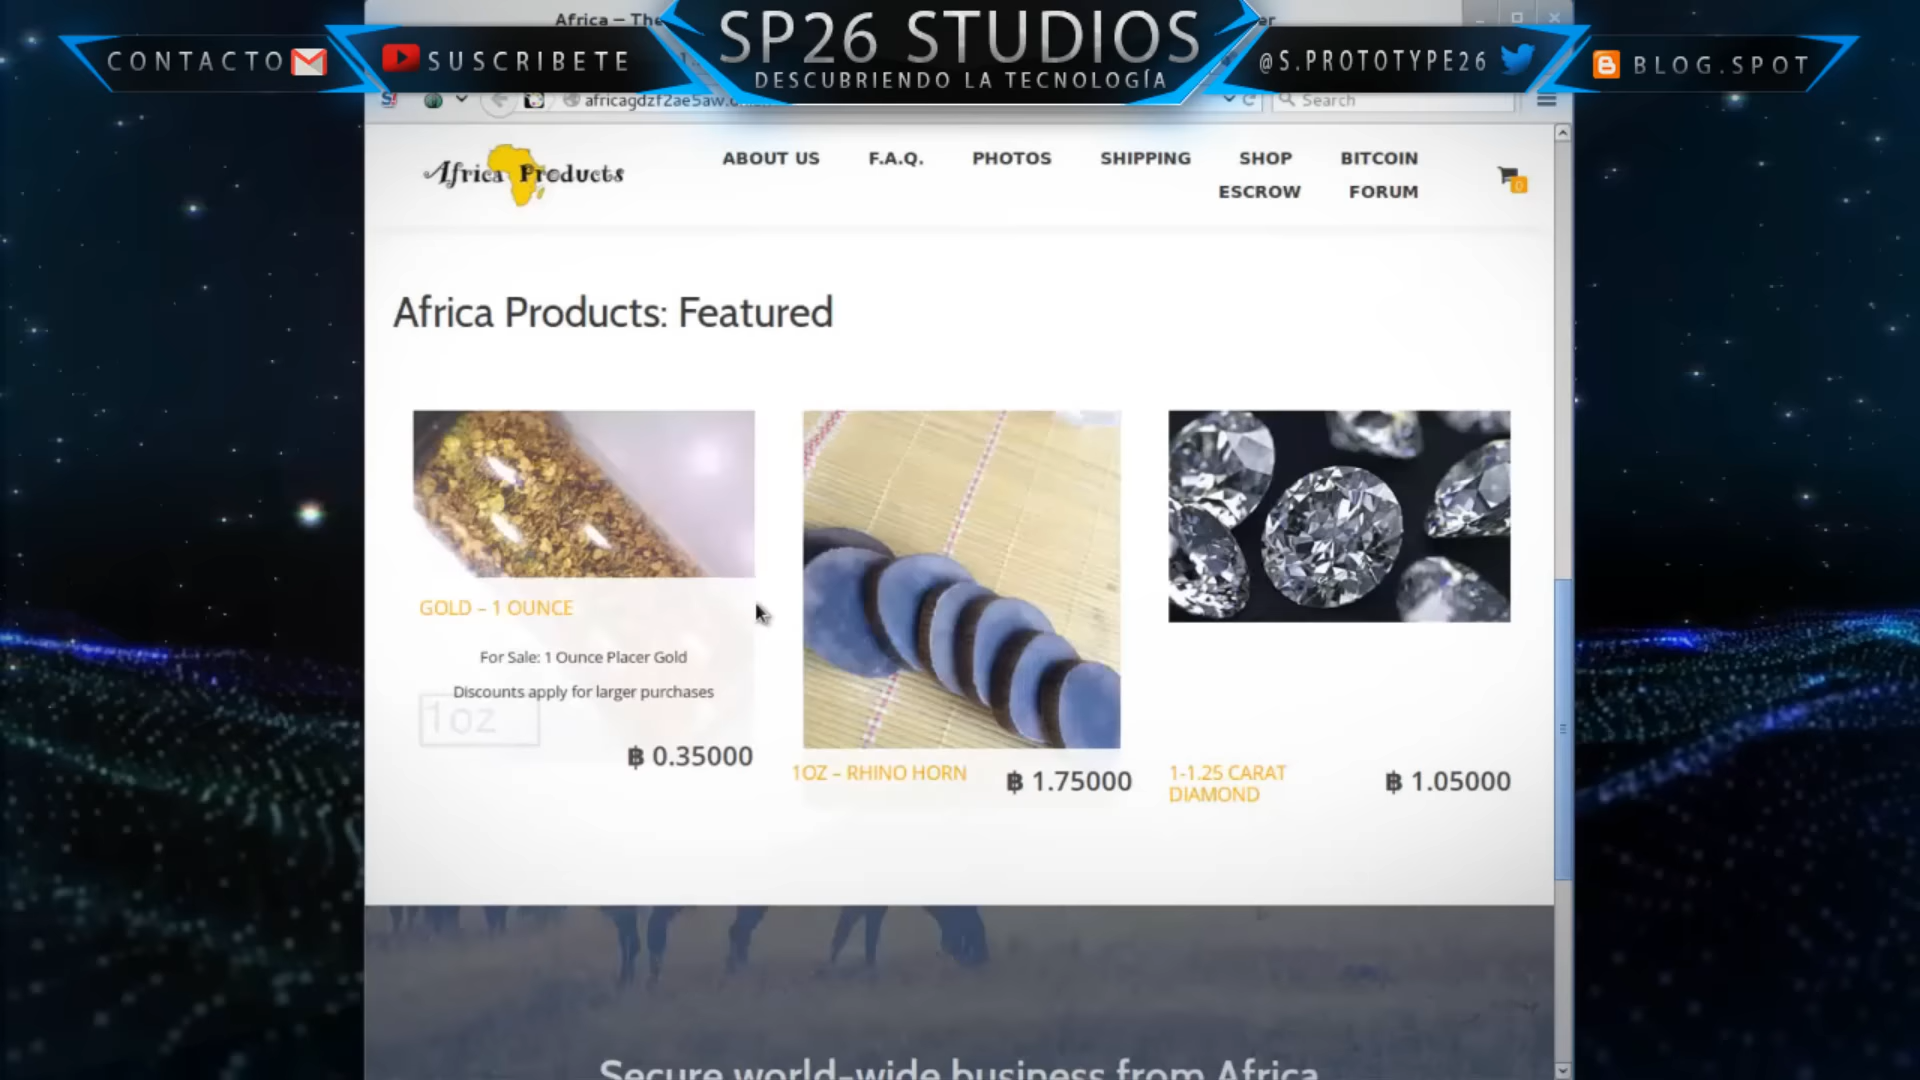 Africa – The
er
SP26 STUDIOS
DESCUBRIENDO LA TECNOLOGÍA
CONTACTO
SUSCRIBETE
@S.PROTOTYPE26
BLOG.SPOT
africagdzf2ae5aw.
Search
Africa Products
ABOUT US
F.A.Q.
PHOTOS
SHIPPING
SHOP
BITCOIN
ESCROW
FORUM
0
Africa Products: Featured
GOLD – 1 OUNCE
For Sale: 1 Ounce Placer Gold
Discounts apply for larger purchases
1oz
฿ 0.35000
1OZ – RHINO HORN
฿ 1.75000
1-1.25 CARAT
DIAMOND
฿ 1.05000
Secure world-wide business from Africa